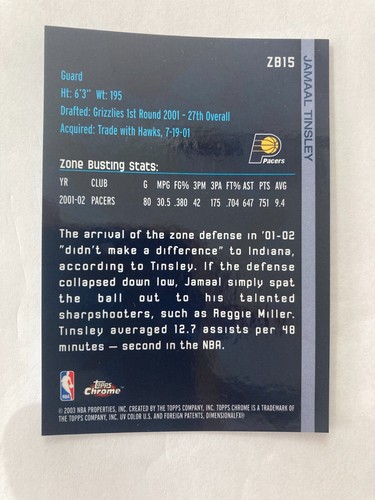 ZB15
JAMAAL TINSLEY
Guard
Ht: 6'3" Wt: 195
Drafted: Grizzlies 1st Round 2001 - 27th Overall
Acquired: Trade with Hawks, 7-19-01
Pacers
Zone Busting Stats:
YR CLUB G MPG FG% 3PM 3PA FT% AST PTS AVG
2001-02 PACERS 80 30.5 .380 42 175 .704 647 751 9.4
The arrival of the zone defense in '01-02
"didn't make a difference" to Indiana,
according to Tinsley. If the defense
collapsed down low, Jamaal simply spat
the ball out to his talented
sharpshooters, such as Reggie Miller.
Tinsley averaged 12.7 assists per 48
minutes — second in the NBA.
NBA
Topps
Chrome
© 2003 NBA PROPERTIES, INC. CREATED BY THE TOPPS COMPANY, INC. TOPPS CHROME IS A TRADEMARK OF
THE TOPPS COMPANY, INC. UV COLOR U.S. AND FOREIGN PATENTS, DIMENSIONALFX®